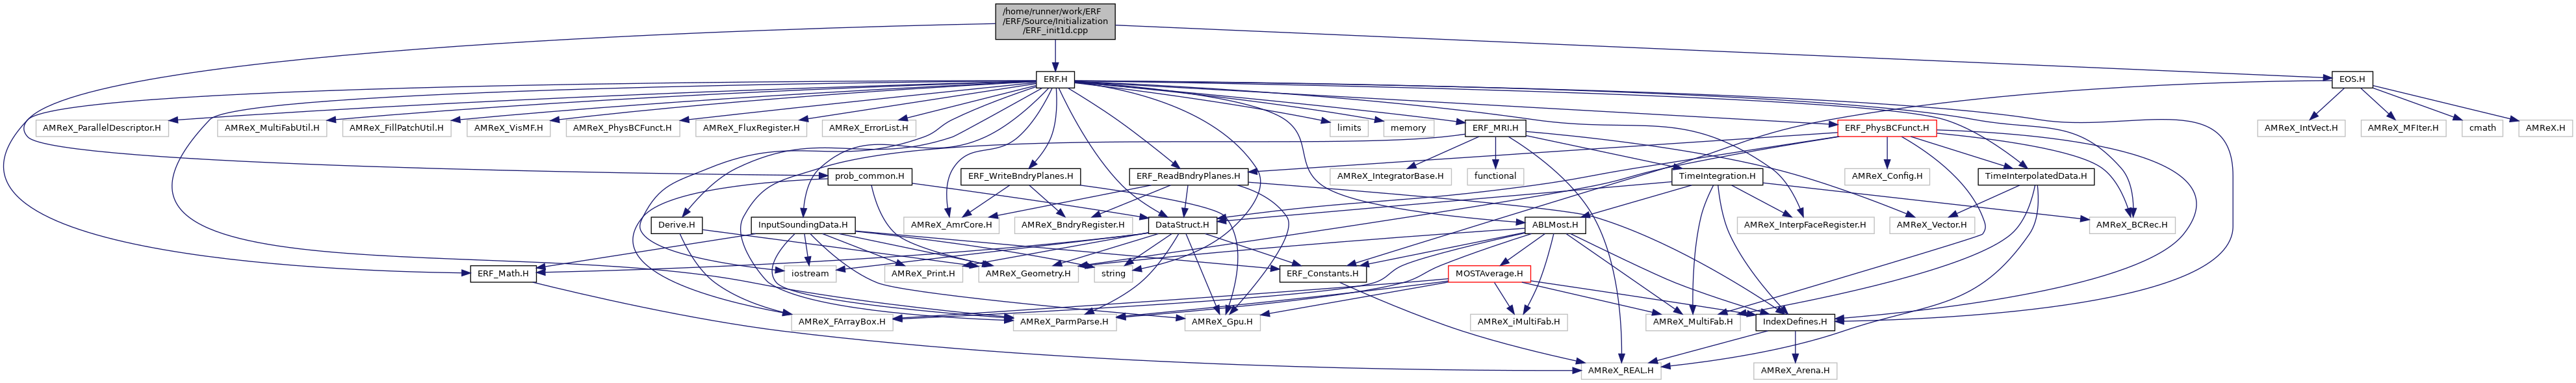 /home/runner/work/ERF
/ERF/Source/Initialization
/ERF_init1d.cpp
ERF.H
EOS.H
AMReX_ParallelDescriptor.H
AMReX_MultiFabUtil.H
AMReX_FillPatchUtil.H
AMReX_VisMF.H
AMReX_PhysBCFunct.H
AMReX_FluxRegister.H
AMReX_ErrorList.H
limits
memory
ERF_MRI.H
ERF_PhysBCFunct.H
AMReX_IntVect.H
AMReX_MFIter.H
cmath
AMReX.H
prob_common.H
ERF_WriteBndryPlanes.H
ERF_ReadBndryPlanes.H
AMReX_IntegratorBase.H
functional
TimeIntegration.H
AMReX_Config.H
TimeInterpolatedData.H
Derive.H
InputSoundingData.H
AMReX_AmrCore.H
AMReX_BndryRegister.H
DataStruct.H
ABLMost.H
AMReX_InterpFaceRegister.H
AMReX_Vector.H
AMReX_BCRec.H
ERF_Math.H
iostream
AMReX_Print.H
AMReX_Geometry.H
string
ERF_Constants.H
MOSTAverage.H
AMReX_FArrayBox.H
AMReX_ParmParse.H
AMReX_Gpu.H
AMReX_iMultiFab.H
AMReX_MultiFab.H
IndexDefines.H
AMReX_REAL.H
AMReX_Arena.H